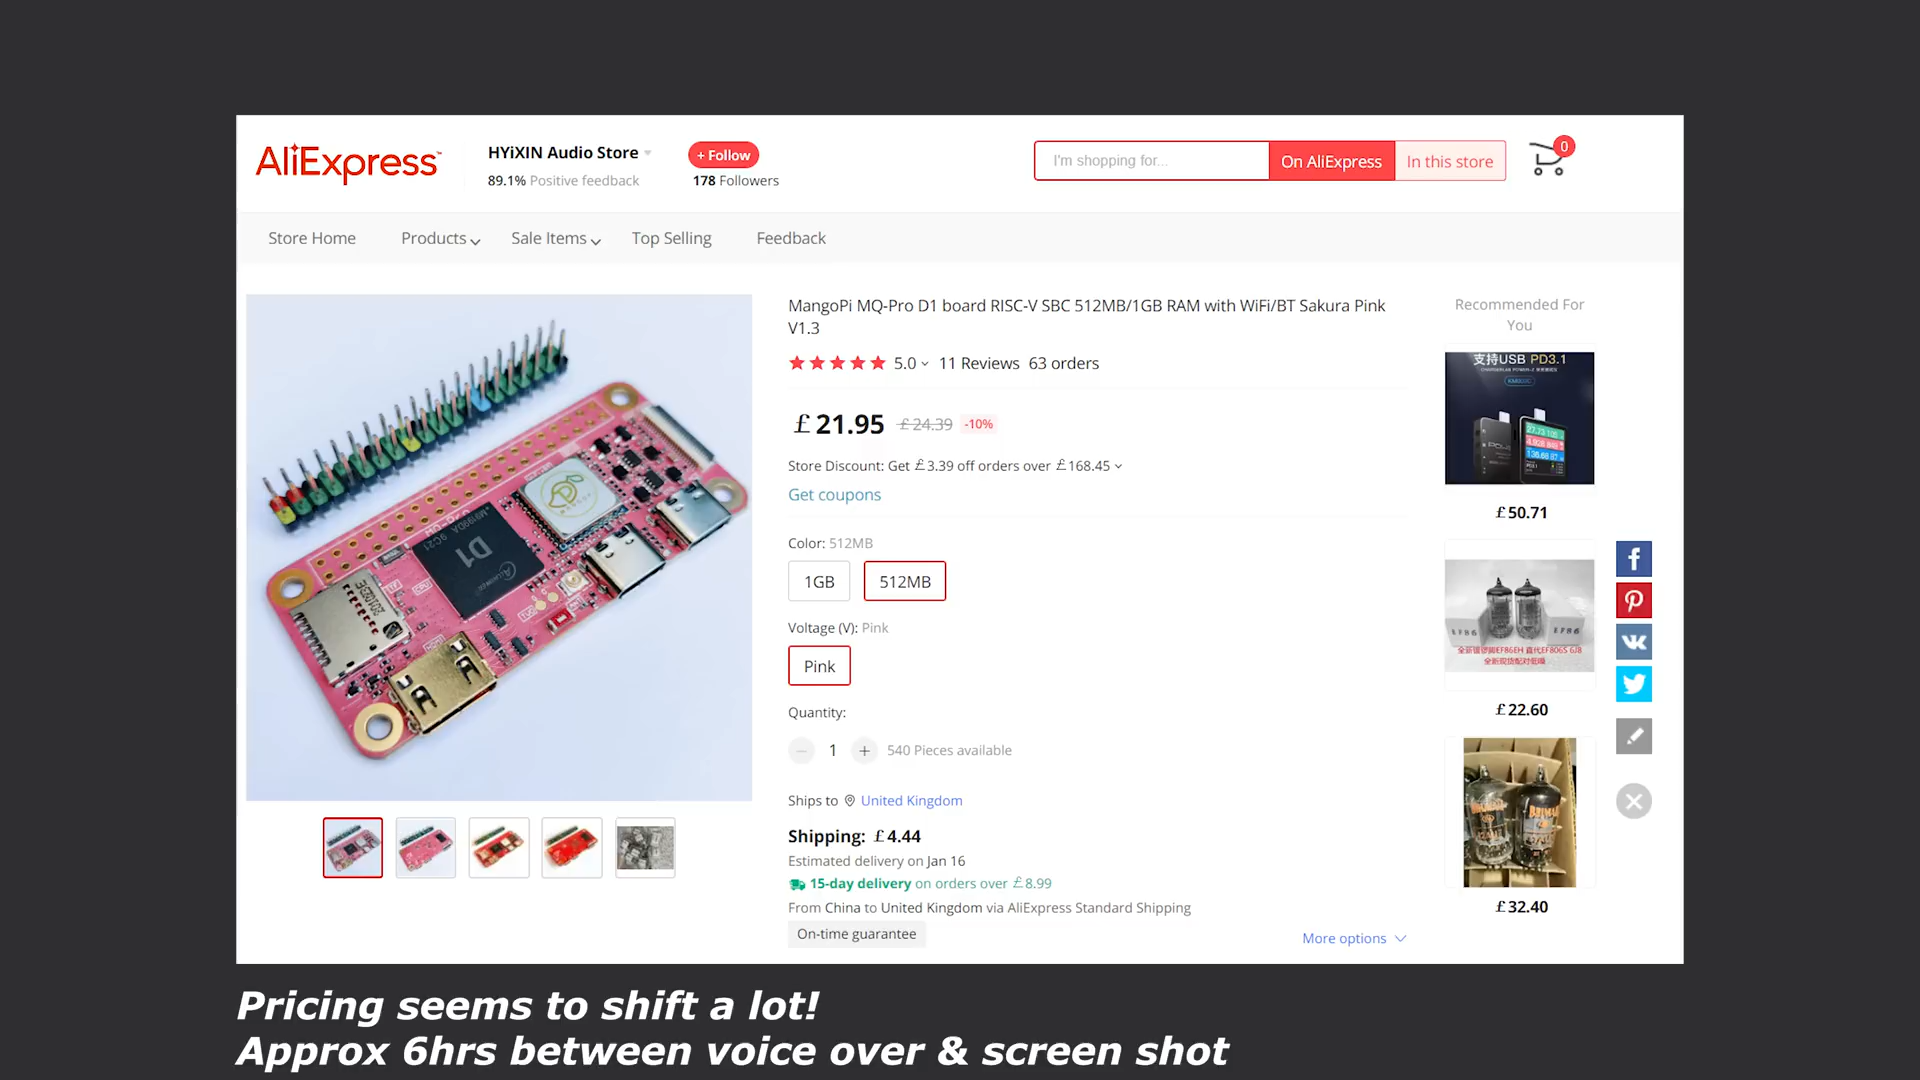 AliExpress™
HYiXIN Audio Store
89.1% Positive feedback
+ Follow
178 Followers
I'm shopping for...
On AliExpress
In this store
0
Store Home
Products
Sale Items
Top Selling
Feedback
MangoPi MQ-Pro D1 board RISC-V SBC 512MB/1GB RAM with WiFi/BT Sakura Pink
V1.3
5.0
11 Reviews
63 orders
£21.95
£24.39
-10%
Store Discount: Get £3.39 off orders over £168.45
Get coupons
Color: 512MB
1GB
512MB
Voltage (V): Pink
Pink
Quantity:
1
540 Pieces available
Ships to
United Kingdom
Shipping: £4.44
Estimated delivery on Jan 16
15-day delivery on orders over £8.99
From China to United Kingdom via AliExpress Standard Shipping
On-time guarantee
More options
D1
Recommended For
You
支持USB PD3.1
£50.71
EF86
EF86
£22.60
£32.40
Pricing seems to shift a lot!
Approx 6hrs between voice over & screen shot